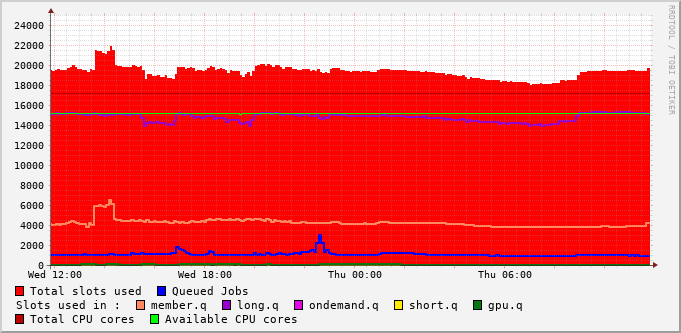 24000
22000
20000
18000
16000
14000
12000
10000
8000
6000
4000
2000
0
Wed 12:00 Wed 18:00 Thu 00:00 Thu 06:00
RRDTOOL / TOBI OETIKER
Total slots used Queued Jobs
Slots used in : member.q long.q ondemand.q short.q gpu.q
Total CPU cores Available CPU cores